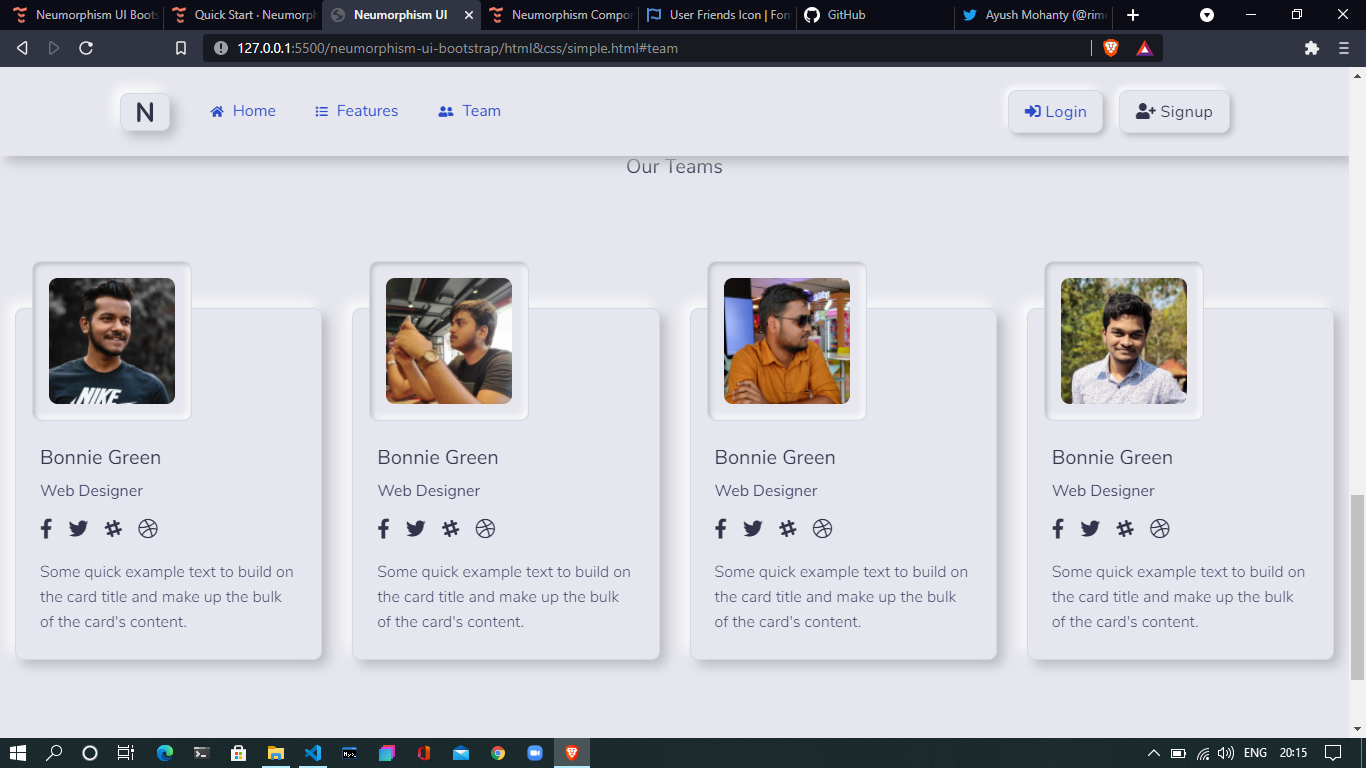 Neumorphism UI Boots
Quick Start · Neumorph
Neumorphism UI
Neumorphism Compo
User Friends Icon | Fon
GitHub
Ayush Mohanty (@rim
127.0.0.1:5500/neumorphism-ui-bootstrap/html&css/simple.html#team
N
Home
Features
Team
Login
Signup
Our Teams
NIKE
Bonnie Green
Web Designer
Some quick example text to build on
the card title and make up the bulk
of the card's content.
Bonnie Green
Web Designer
Some quick example text to build on
the card title and make up the bulk
of the card's content.
Bonnie Green
Web Designer
Some quick example text to build on
the card title and make up the bulk
of the card's content.
Bonnie Green
Web Designer
Some quick example text to build on
the card title and make up the bulk
of the card's content.
ENG
20:15